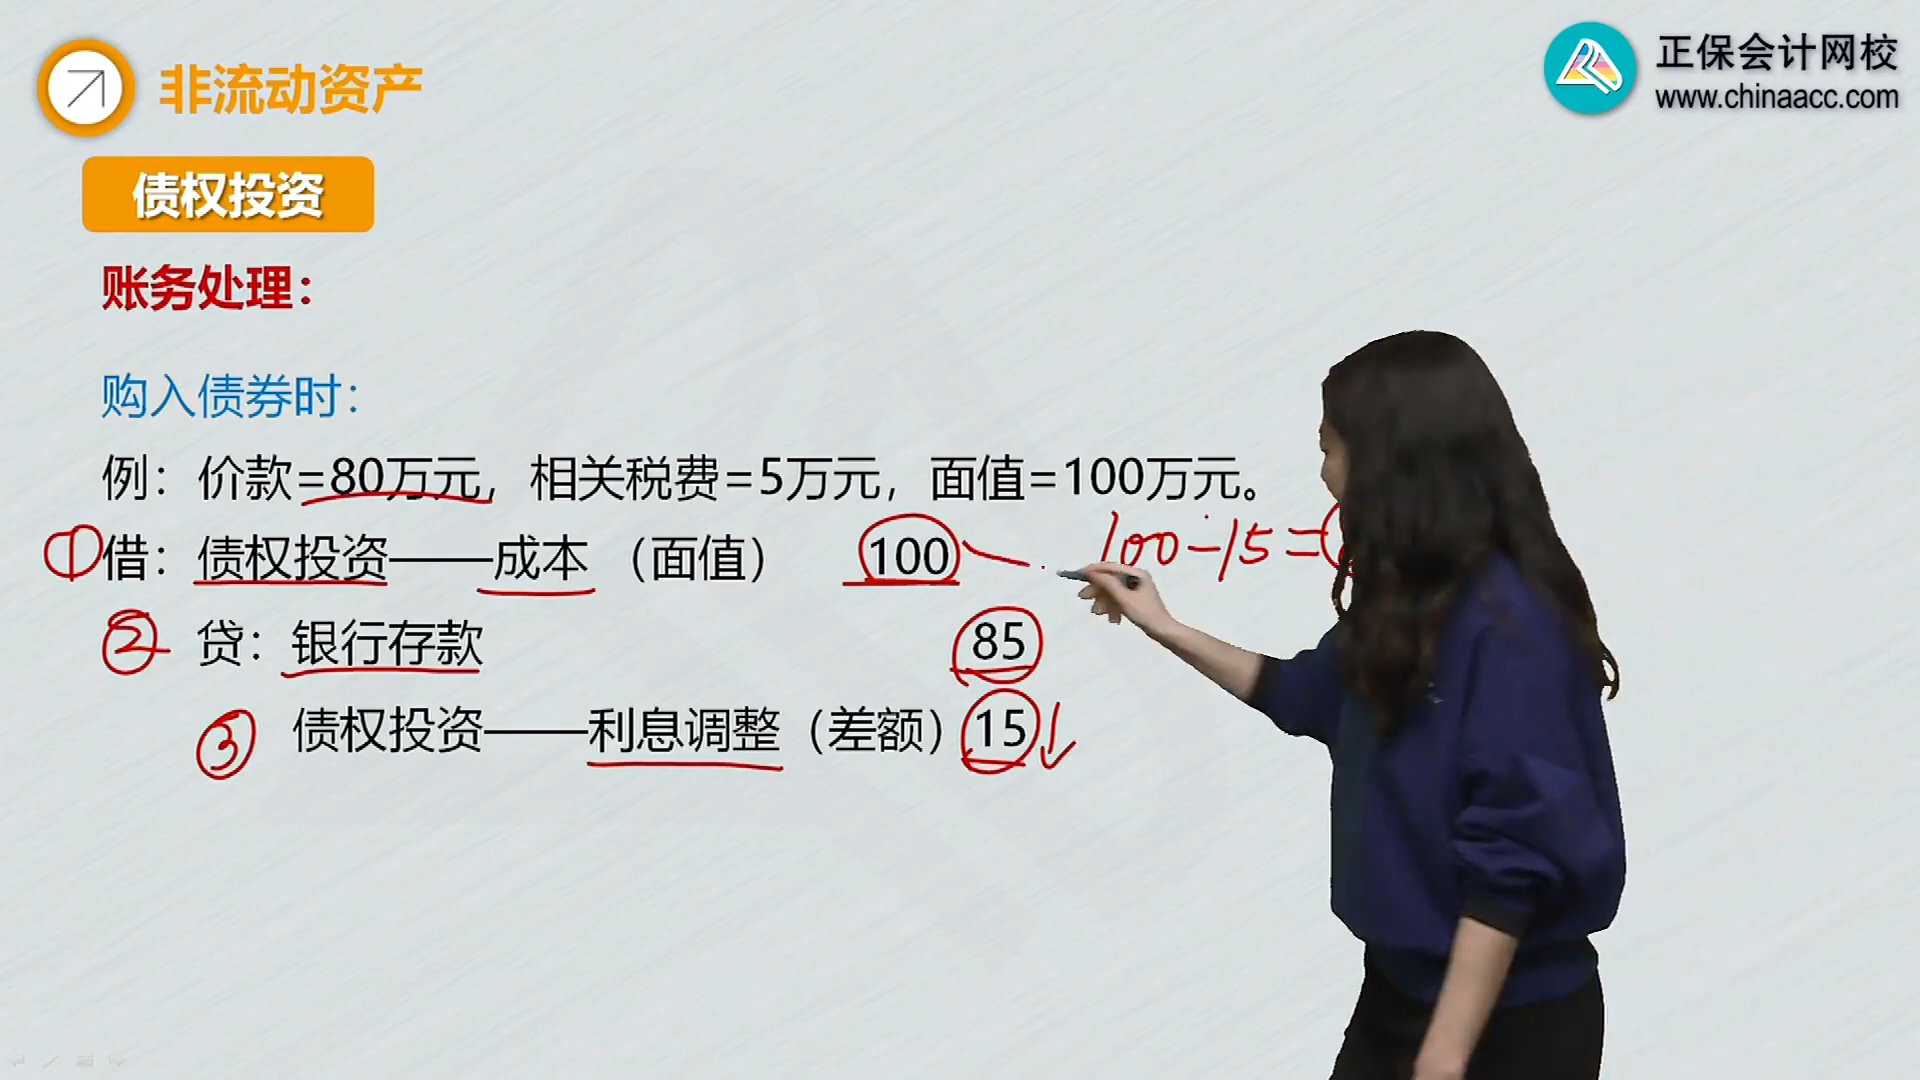 非流动资产
正保会计网校
www.chinaacc.com
债权投资
账务处理：
购入债券时：
例：价款=80万元，相关税费=5万元，面值=100万元。
①借：债权投资——成本（面值） 100 100-15=
② 贷：银行存款 85
③ 债权投资——利息调整（差额）15↓